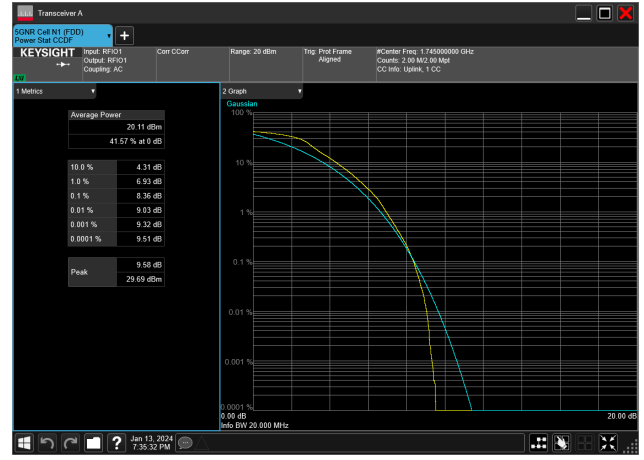 Transceiver A
5GNR Cell N1 (FDD)
Power Stat CCDF
KEYSIGHT
Input: RFIO1
Output: RFIO1
Coupling: AC
Corr CCorr
Range: 20 dBm
Trig: Prot Frame
Aligned
#Center Freq: 1.745000000 GHz
Counts: 2.00 M/2.00 Mpt
CC Info: Uplink, 1 CC
1 Metrics
Average Power
20.11 dBm
41.57 % at 0 dB
10.0 % 4.31 dB
1.0 % 6.93 dB
0.1 % 8.36 dB
0.01 % 9.03 dB
0.001 % 9.32 dB
0.0001 % 9.51 dB
Peak
9.58 dB
29.69 dBm
2 Graph
Gaussian
100 %
10 %
1 %
0.1 %
0.01 %
0.001 %
0.0001 %
0.00 dB
20.00 dB
Info BW 20.000 MHz
Jan 13, 2024
7:35:32 PM